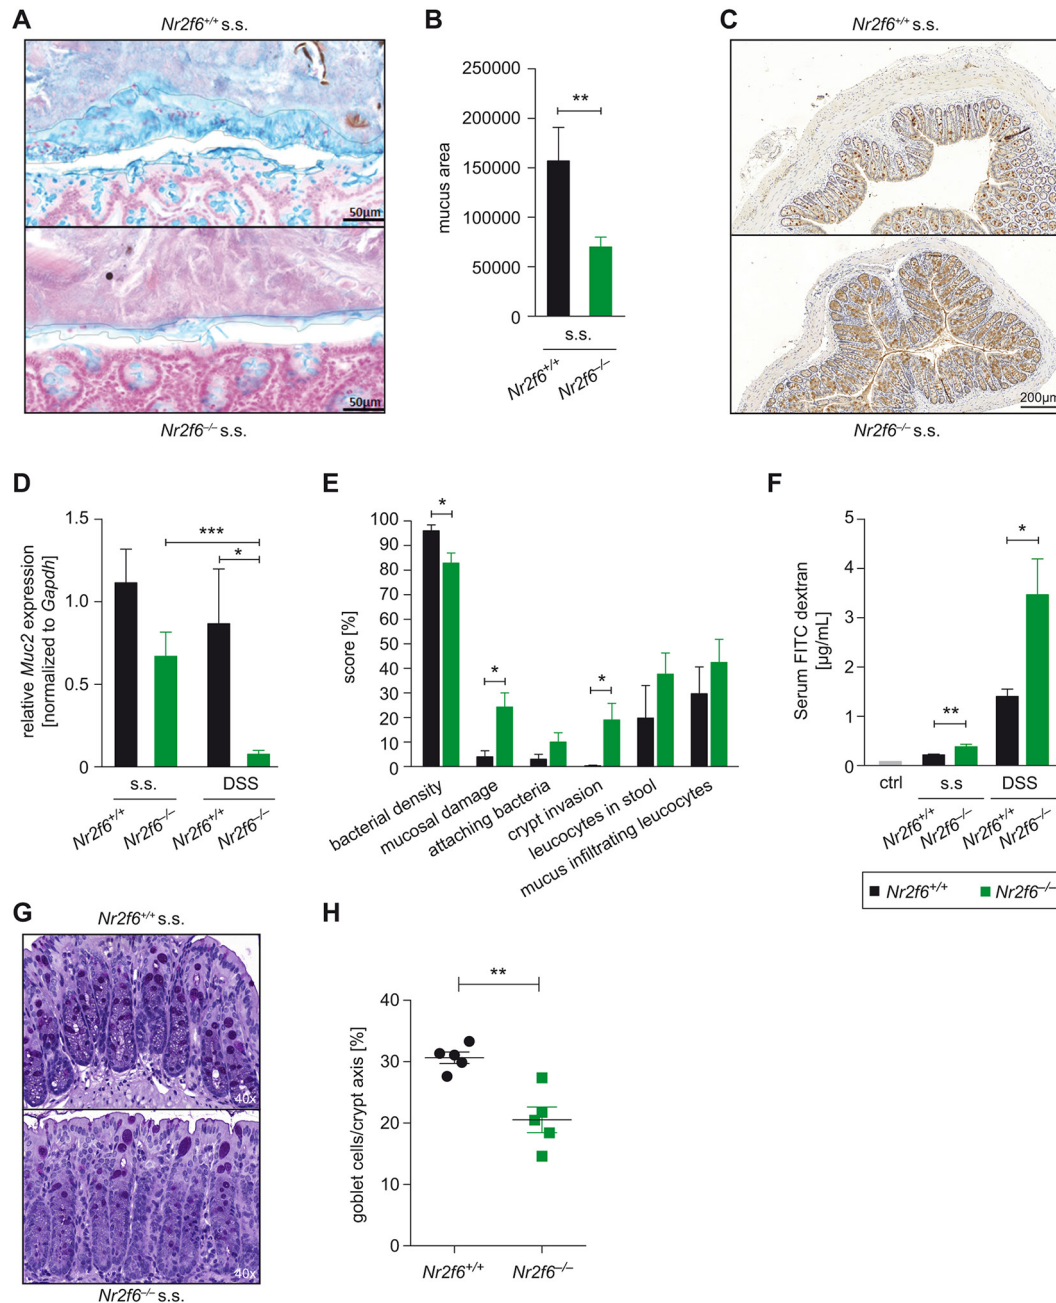 A
Nr2f6+/+ s.s.
50µm
50µm
Nr2f6–/– s.s.
B
mucus area
250000
200000
150000
100000
50000
0
**
s.s.
Nr2f6+/+
Nr2f6–/–
C
Nr2f6+/+ s.s.
200µm
Nr2f6–/– s.s.
D
relative Muc2 expression
[normalized to Gapdh]
1.5
1.0
0.5
0
***
*
s.s.
DSS
Nr2f6+/+
Nr2f6–/–
Nr2f6+/+
Nr2f6–/–
E
score [%]
100
90
80
70
60
50
40
30
20
10
0
*
*
*
bacterial density
mucosal damage
attaching bacteria
crypt invasion
leucocytes in stool
mucus infiltrating leucocytes
F
Serum FITC dextran
[µg/mL]
5
4
3
2
1
0
**
*
ctrl
s.s
DSS
Nr2f6+/+
Nr2f6–/–
Nr2f6+/+
Nr2f6–/–
Nr2f6+/+
Nr2f6–/–
G
Nr2f6+/+ s.s.
40x
40x
Nr2f6–/– s.s.
H
goblet cells/crypt axis [%]
40
30
20
10
0
**
Nr2f6+/+
Nr2f6–/–